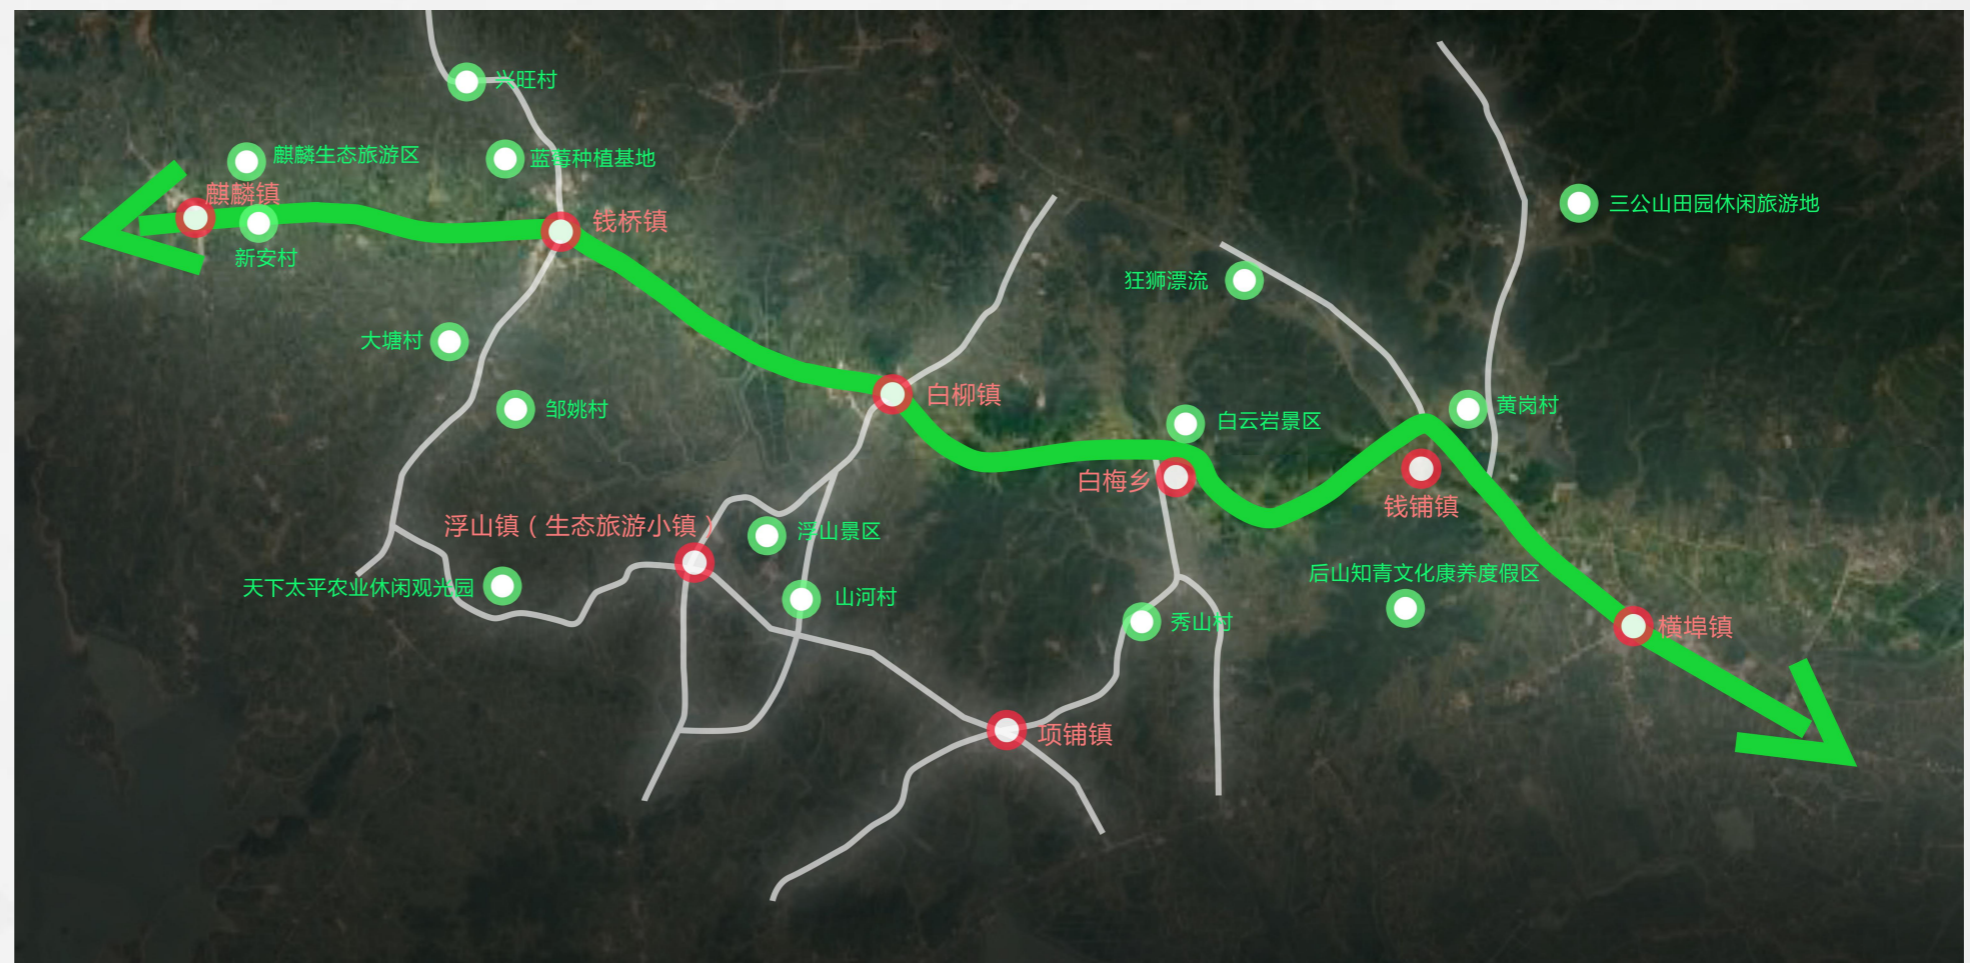 兴旺村
麒麟生态旅游区
蓝莓种植基地
麒麟镇
三公山田园休闲旅游地
钱桥镇
新安村
狂狮漂流
大塘村
白柳镇
邹姚村
黄岗村
白云岩景区
白梅乡
钱铺镇
浮山镇（生态旅游小镇）
浮山景区
后山知青文化康养度假区
天下太平农业休闲观光园
山河村
秀山村
横埠镇
项铺镇